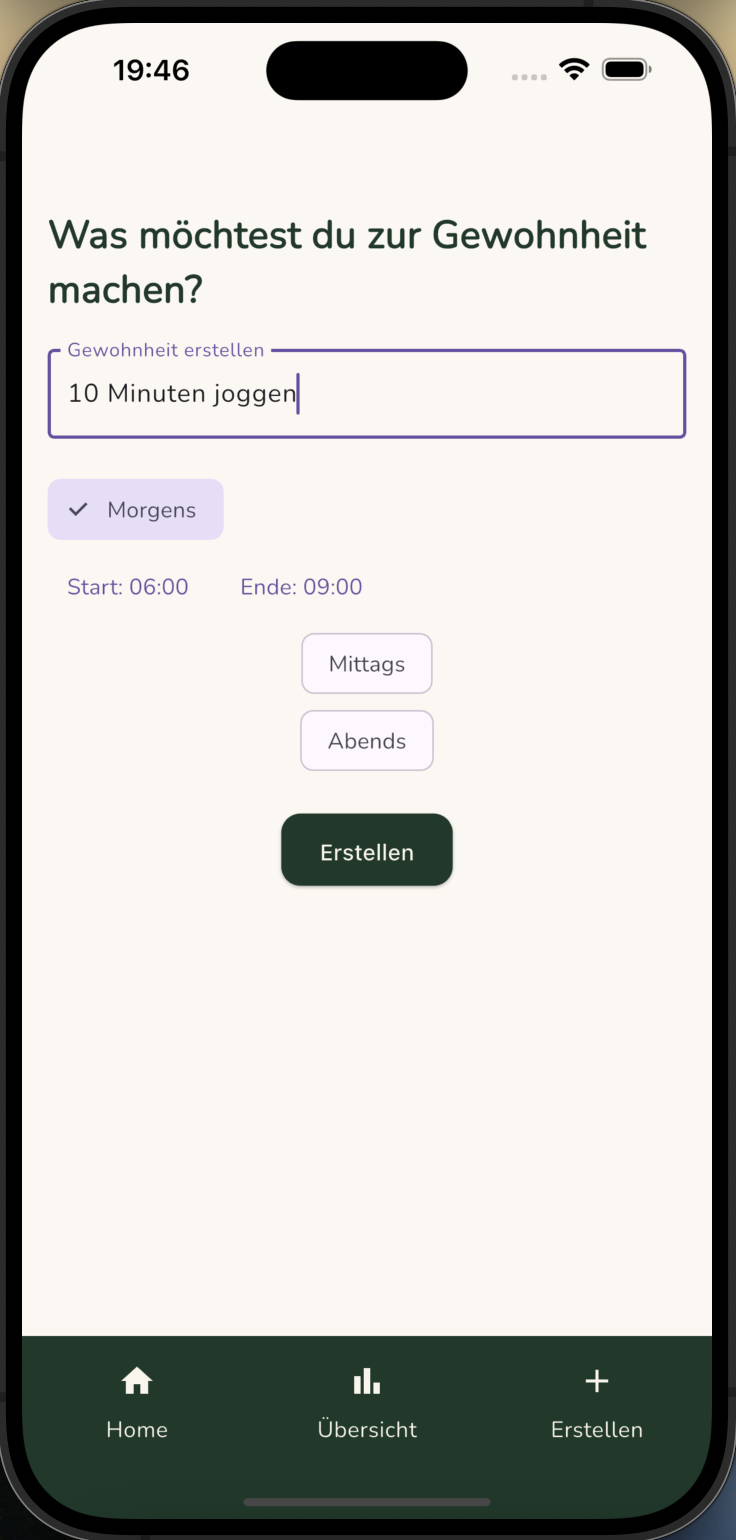 19:46
Was möchtest du zur Gewohnheit
machen?
Gewohnheit erstellen
10 Minuten joggen
Morgens
Start: 06:00 Ende: 09:00
Mittags
Abends
Erstellen
Home Übersicht Erstellen